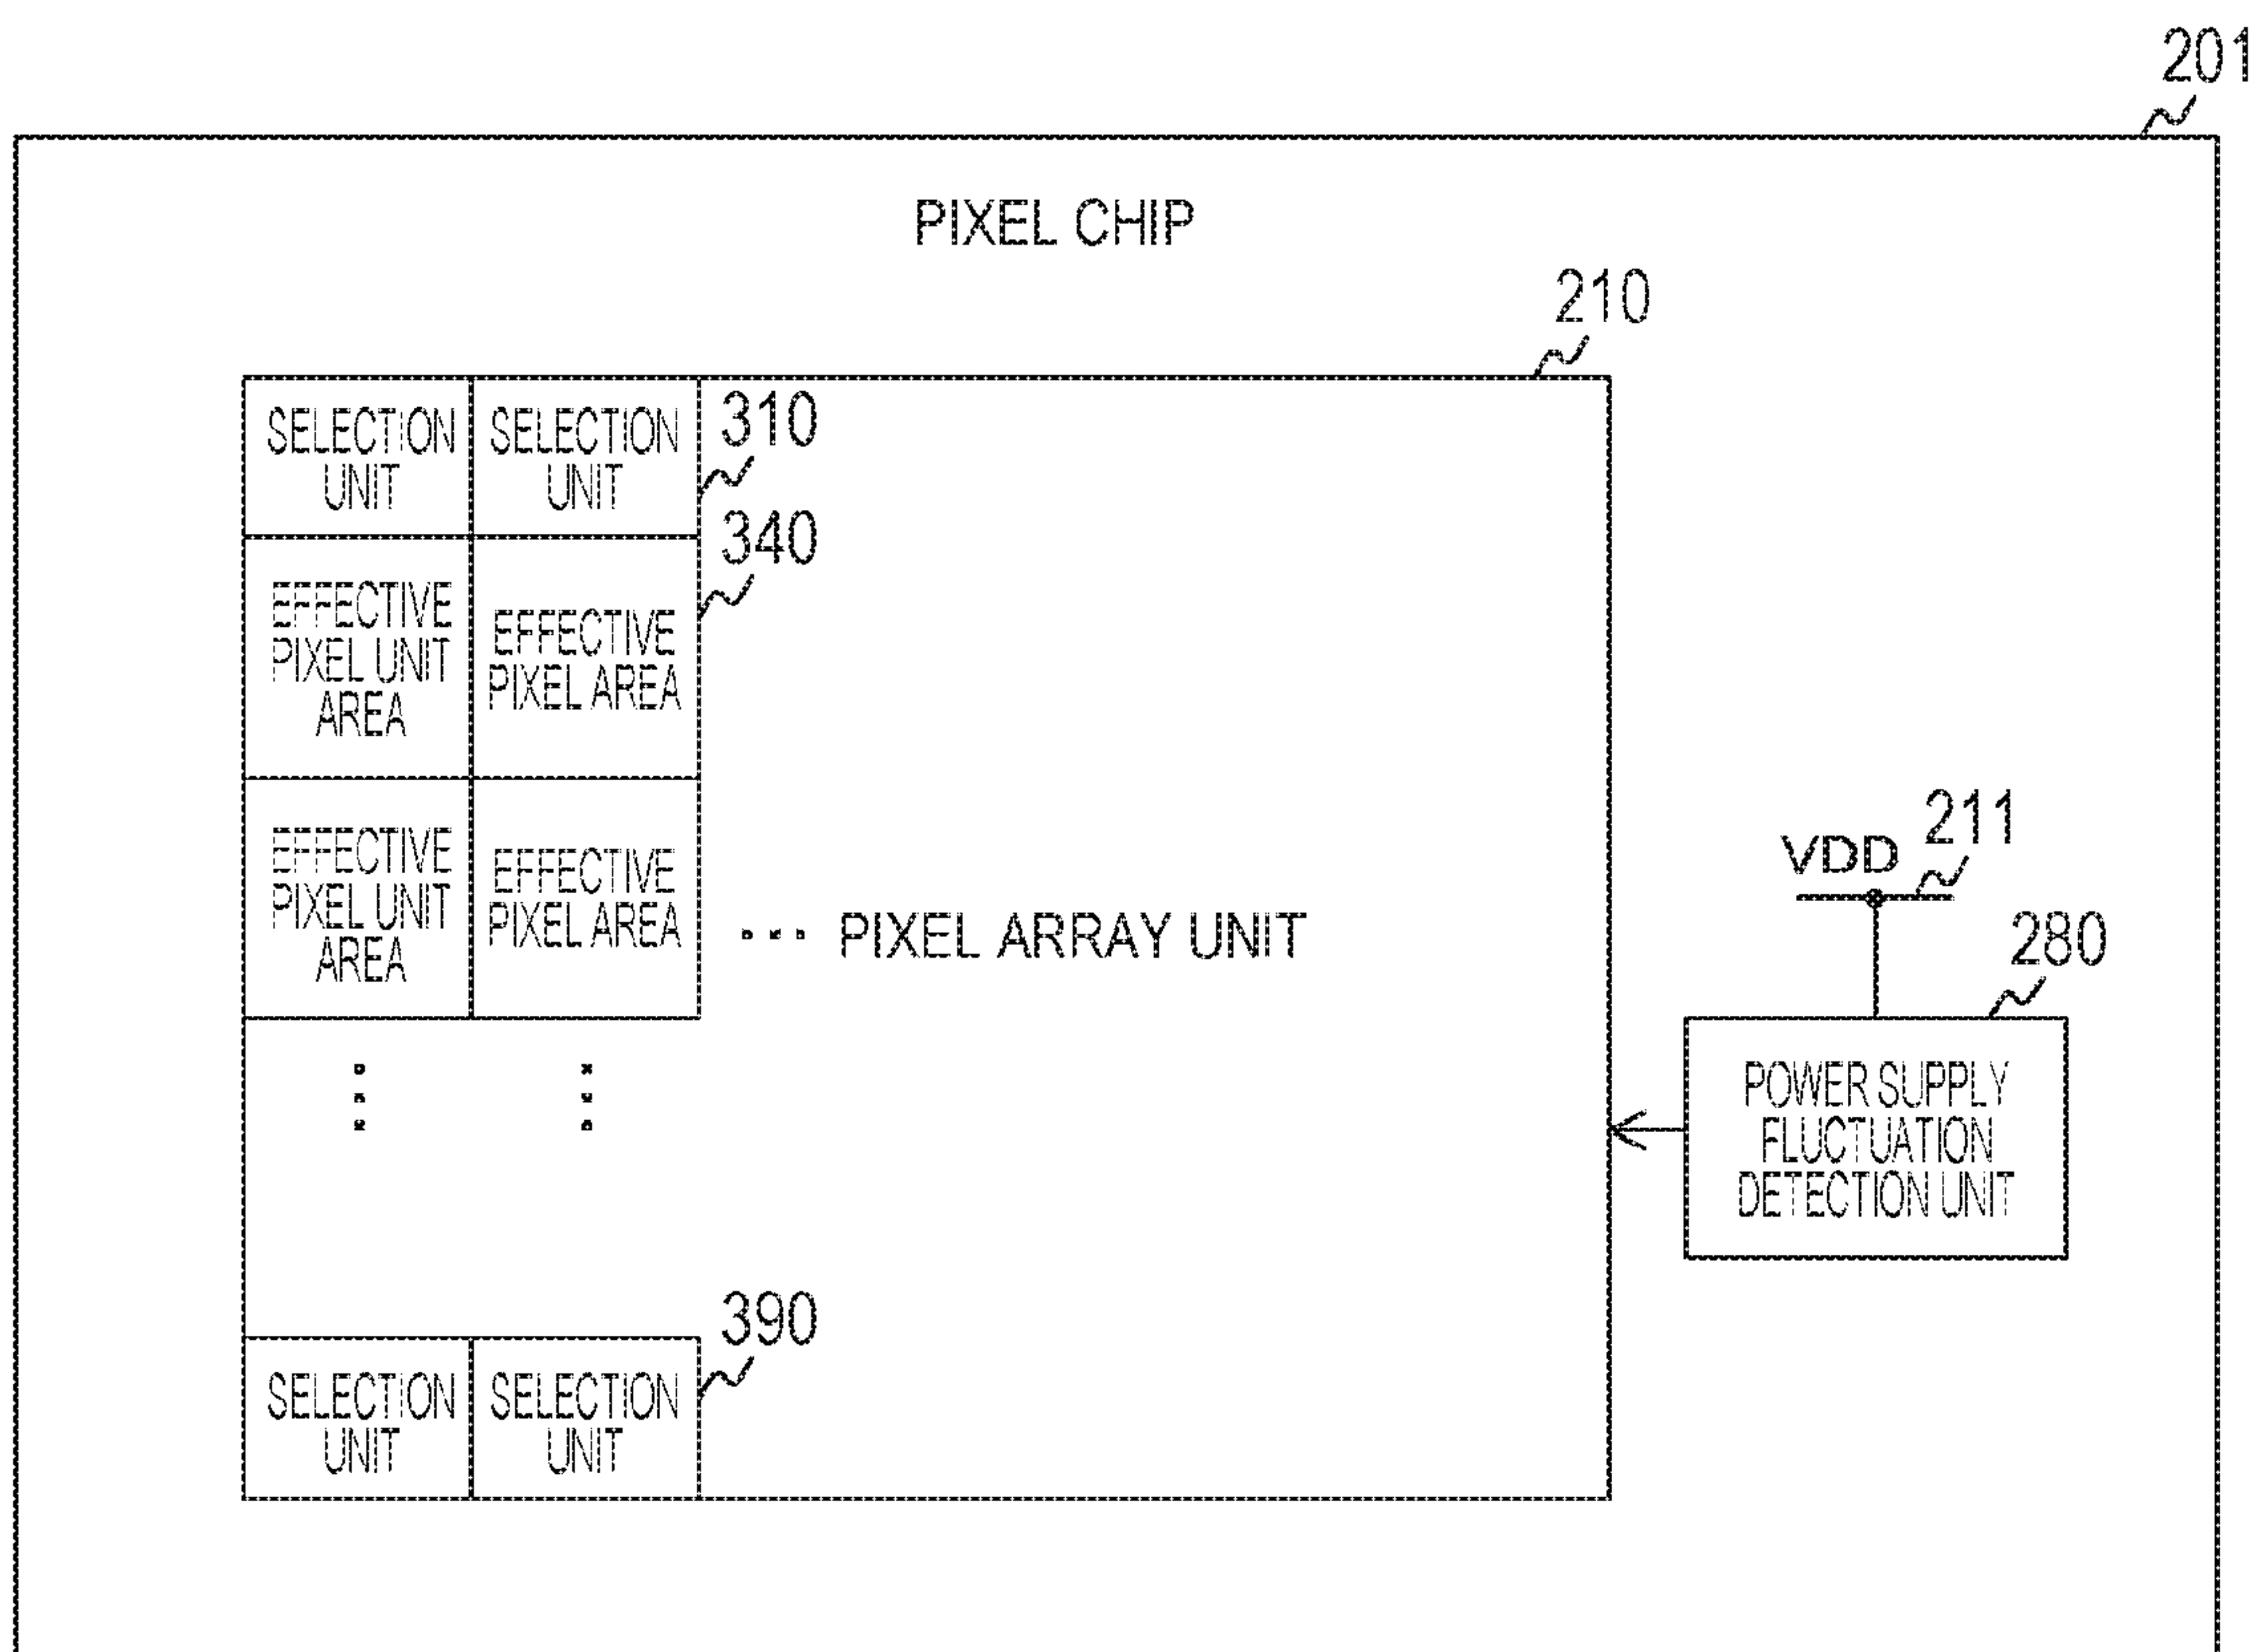 201
PIXEL CHIP
210
SELECTION
UNIT
SELECTION
UNIT
310
EFFECTIVE
PIXEL UNIT
AREA
EFFECTIVE
PIXEL AREA
340
EFFECTIVE
PIXEL UNIT
AREA
EFFECTIVE
PIXEL AREA
... PIXEL ARRAY UNIT
VDD
211
280
POWER SUPPLY
FLUCTUATION
DETECTION UNIT
SELECTION
UNIT
SELECTION
UNIT
390